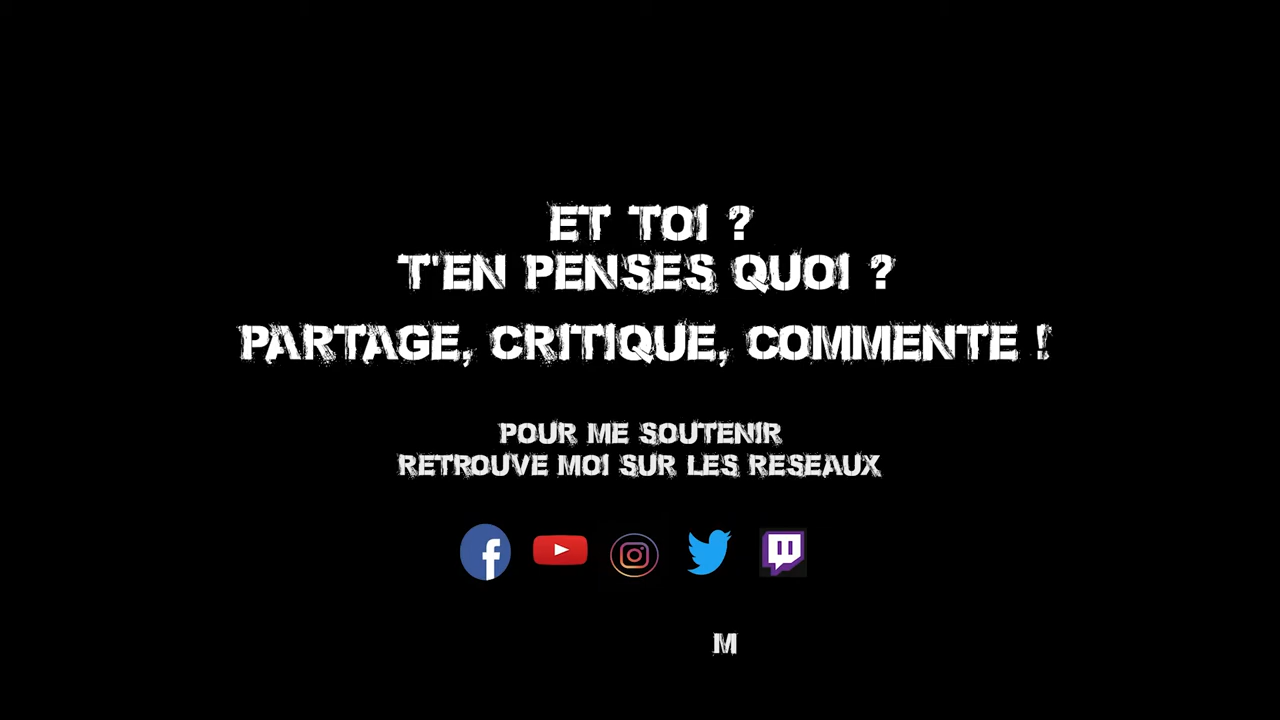 ET TOI ?
T'EN PENSES QUOI ?
PARTAGE, CRITIQUE, COMMENTE !
POUR ME SOUTENIR
RETROUVE MOI SUR LES RESEAUX
M